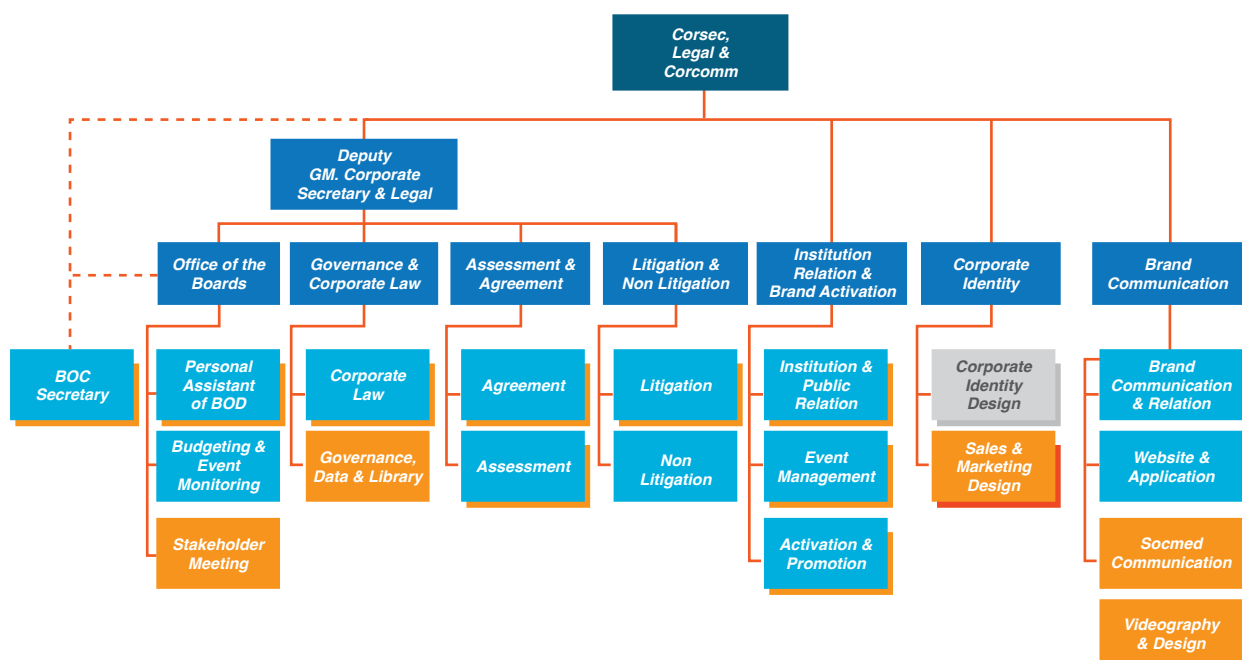 Corsec,
Legal &
Corcomm
Deputy
GM. Corporate
Secretary & Legal
Office of the
Boards
Governance &
Corporate Law
Assessment &
Agreement
Litigation &
Non Litigation
Institution
Relation &
Brand Activation
Corporate
Identity
Brand
Communication
BOC
Secretary
Personal
Assistant
of BOD
Corporate
Law
Agreement
Litigation
Institution &
Public
Relation
Corporate
Identity
Design
Brand
Communication
& Relation
Budgeting &
Event
Monitoring
Governance,
Data & Library
Assessment
Non
Litigation
Event
Management
Sales &
Marketing
Design
Website &
Application
Stakeholder
Meeting
Activation &
Promotion
Socmed
Communication
Videography
& Design